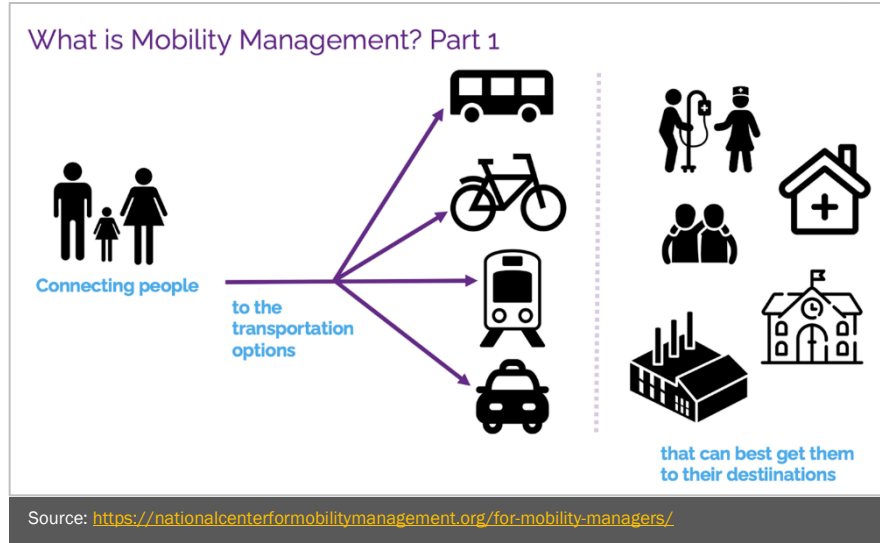 What is Mobility Management? Part 1
Connecting people
to the
transportation
options
that can best get them
to their destiinations
Source: https://nationalcenterformobilitymanagement.org/for-mobility-managers/